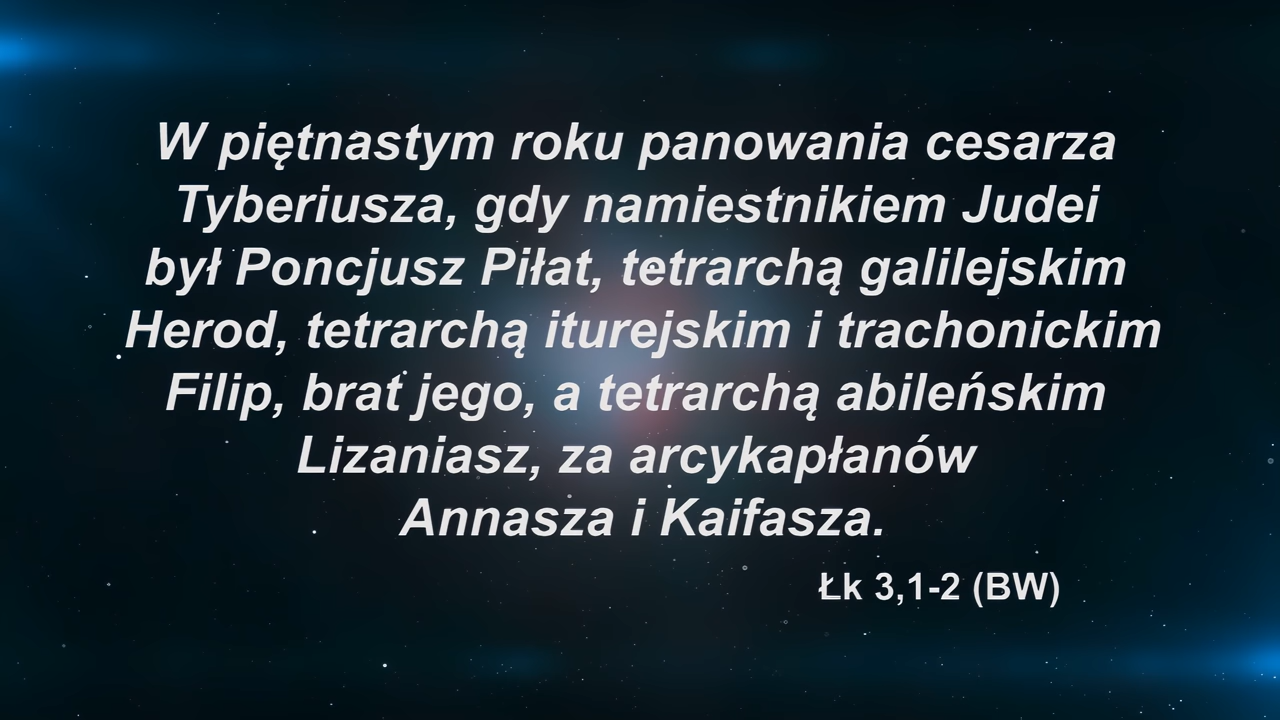 W piętnastym roku panowania cesarza
Tyberiusza, gdy namiestnikiem Judei
był Poncjusz Piłat, tetrarchą galilejskim
Herod, tetrarchą iturejskim i trachonickim
Filip, brat jego, a tetrarchą abileńskim
Lizaniasz, za arcykapłanów
Annasza i Kaifasza.
Łk 3,1-2 (BW)